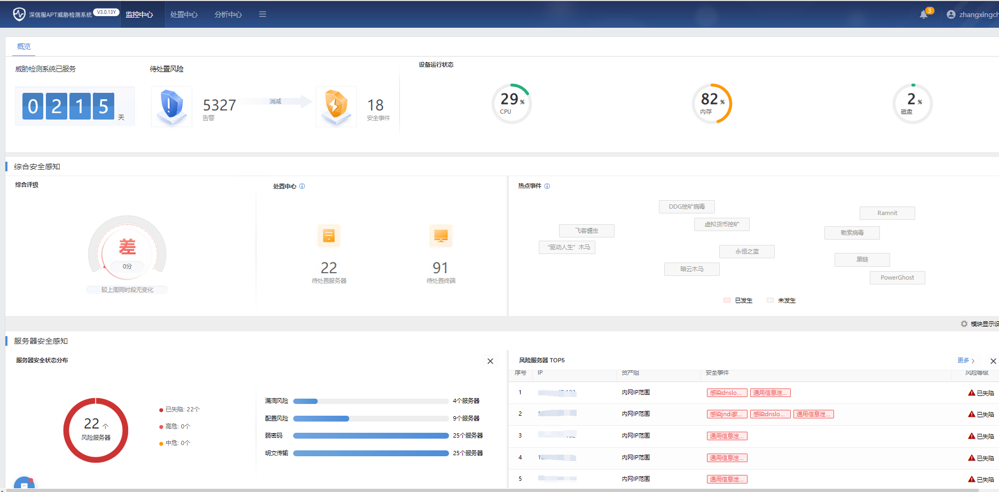 深信服APT威胁检测系统 V3.0.13Y 监控中心 处置中心 分析中心 3 zhangxingch
概览
威胁检测系统已服务 待处置风险 设备运行状态
0 2 1 5 天
5327 告警 消减 18 安全事件
29 % CPU
82 % 内存
2 % 磁盘
综合安全感知
综合评级
差
0分
较上周同时段无变化
处置中心
22
待处置服务器
91
待处置终端
热点事件
DDG挖矿病毒
Ramnit
虚拟货币挖矿
飞客蠕虫
勒索病毒
“驱动人生”木马
永恒之蓝
黑链
暗云木马
PowerGhost
已发生 未发生
模块显示设
服务器安全感知
服务器安全状态分布
22 个
风险服务器
已失陷: 22个
高危: 0个
中危: 0个
漏洞风险 4个服务器
配置风险 9个服务器
弱密码 25个服务器
明文传输 25个服务器
风险服务器 TOP5 更多
序号 IP 资产组 安全事件 风险等级
1 内网IP范围 感染dnslo... 通用信息泄... 已失陷
2 内网IP范围 感染jndi家... 感染dnslo... 通用信息泄... 已失陷
3 内网IP范围 通用信息泄... 已失陷
4 内网IP范围 通用信息泄... 已失陷
5 内网IP范围 通用信息泄... 已失陷